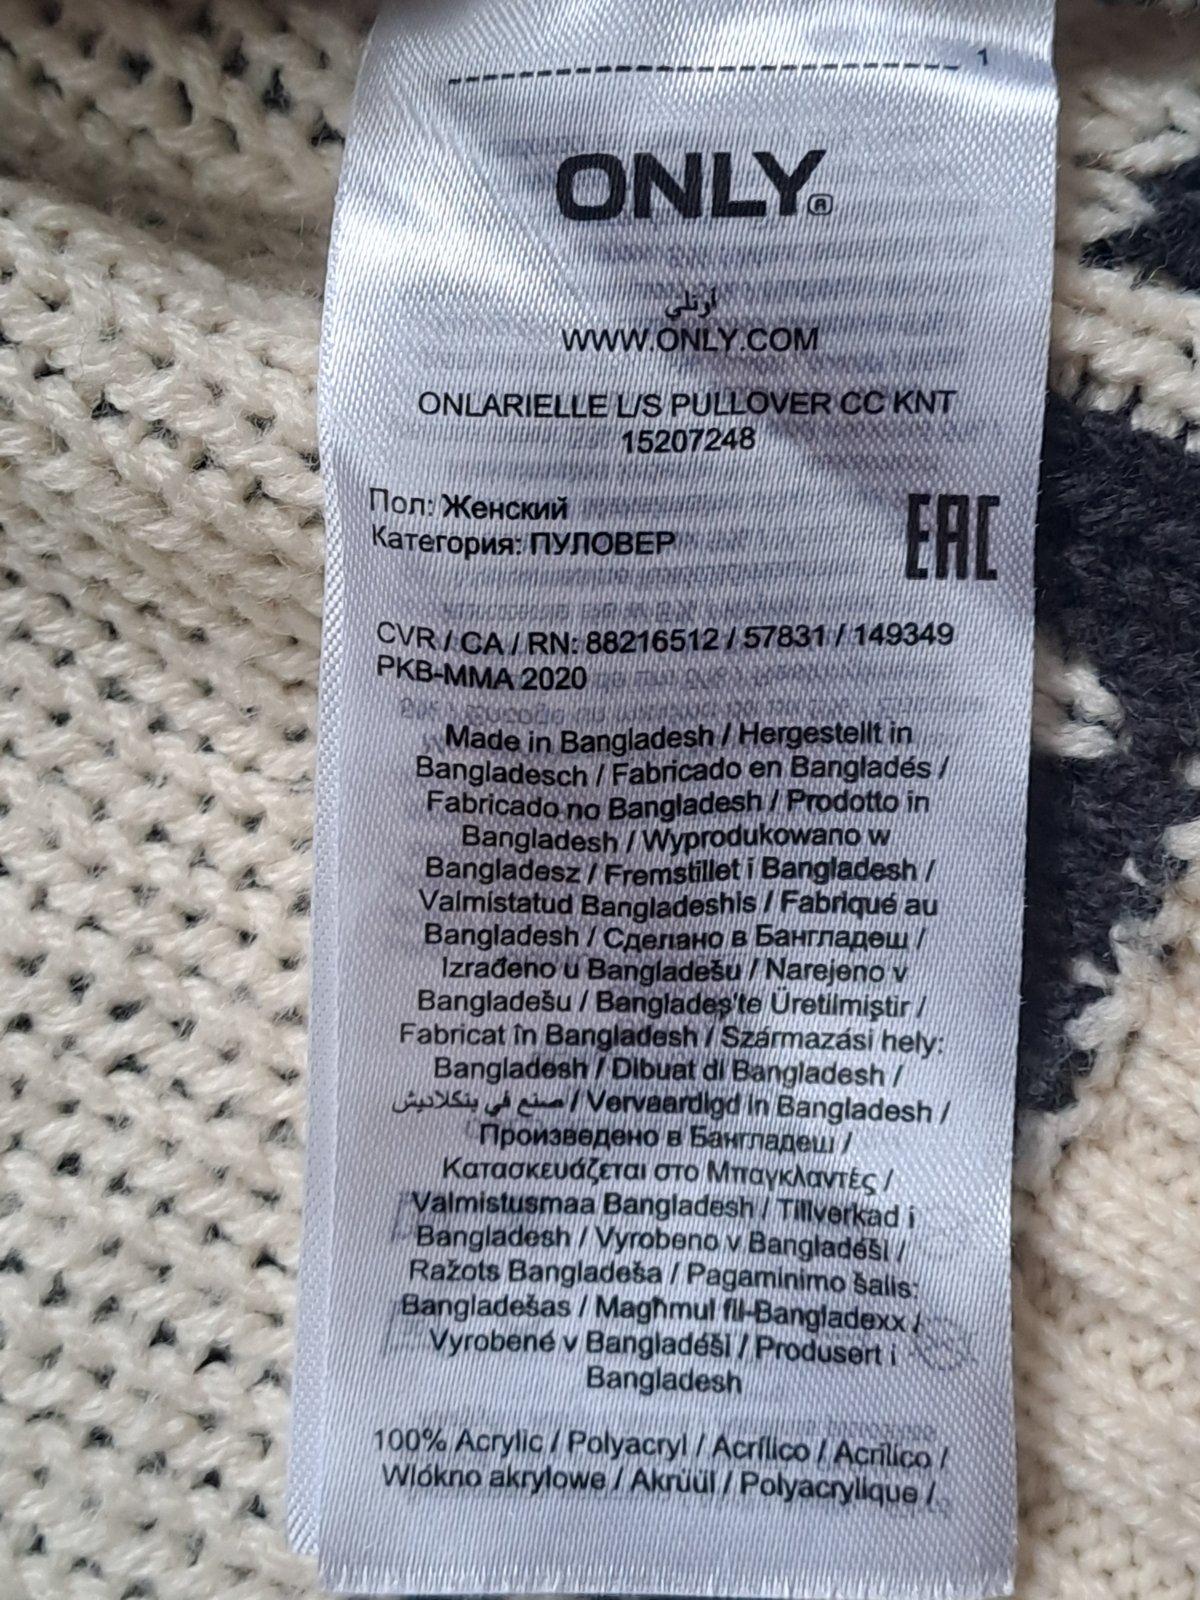 1
ONLY®
أونلي
WWW.ONLY.COM
ONLARIELLE L/S PULLOVER CC KNT
15207248
Пол: Женский
Категория: ПУЛОВЕР
EAC
CVR / CA / RN: 88216512 / 57831 / 149349
PKB-MMA 2020
Made in Bangladesh / Hergestellt in
Bangladesch / Fabricado en Bangladés /
Fabricado no Bangladesh / Prodotto in
Bangladesh / Wyprodukowano w
Bangladesz / Fremstillet i Bangladesh /
Valmistatud Bangladeshis / Fabriqué au
Bangladesh / Сделано в Бангладеш /
Izrađeno u Bangladešu / Narejeno v
Bangladešu / Bangladeş'te Üretilmiştir /
Fabricat în Bangladesh / Származási hely:
Bangladesh / Dibuat di Bangladesh /
صنع في بنكلاديش / Vervaardigd in Bangladesh /
Произведено в Бангладеш /
Κατασκευάζεται στο Μπαγκλαντές /
Valmistusmaa Bangladesh / Tillverkad i
Bangladesh / Vyrobeno v Bangladéši /
Ražots Bangladeša / Pagaminimo šalis:
Bangladešas / Magħmul fil-Bangladexx /
Vyrobené v Bangladéši / Produsert i
Bangladesh
100% Acrylic / Polyacryl / Acrílico / Acrílico /
Włókno akrylowe / Akrüül / Polyacrylique /